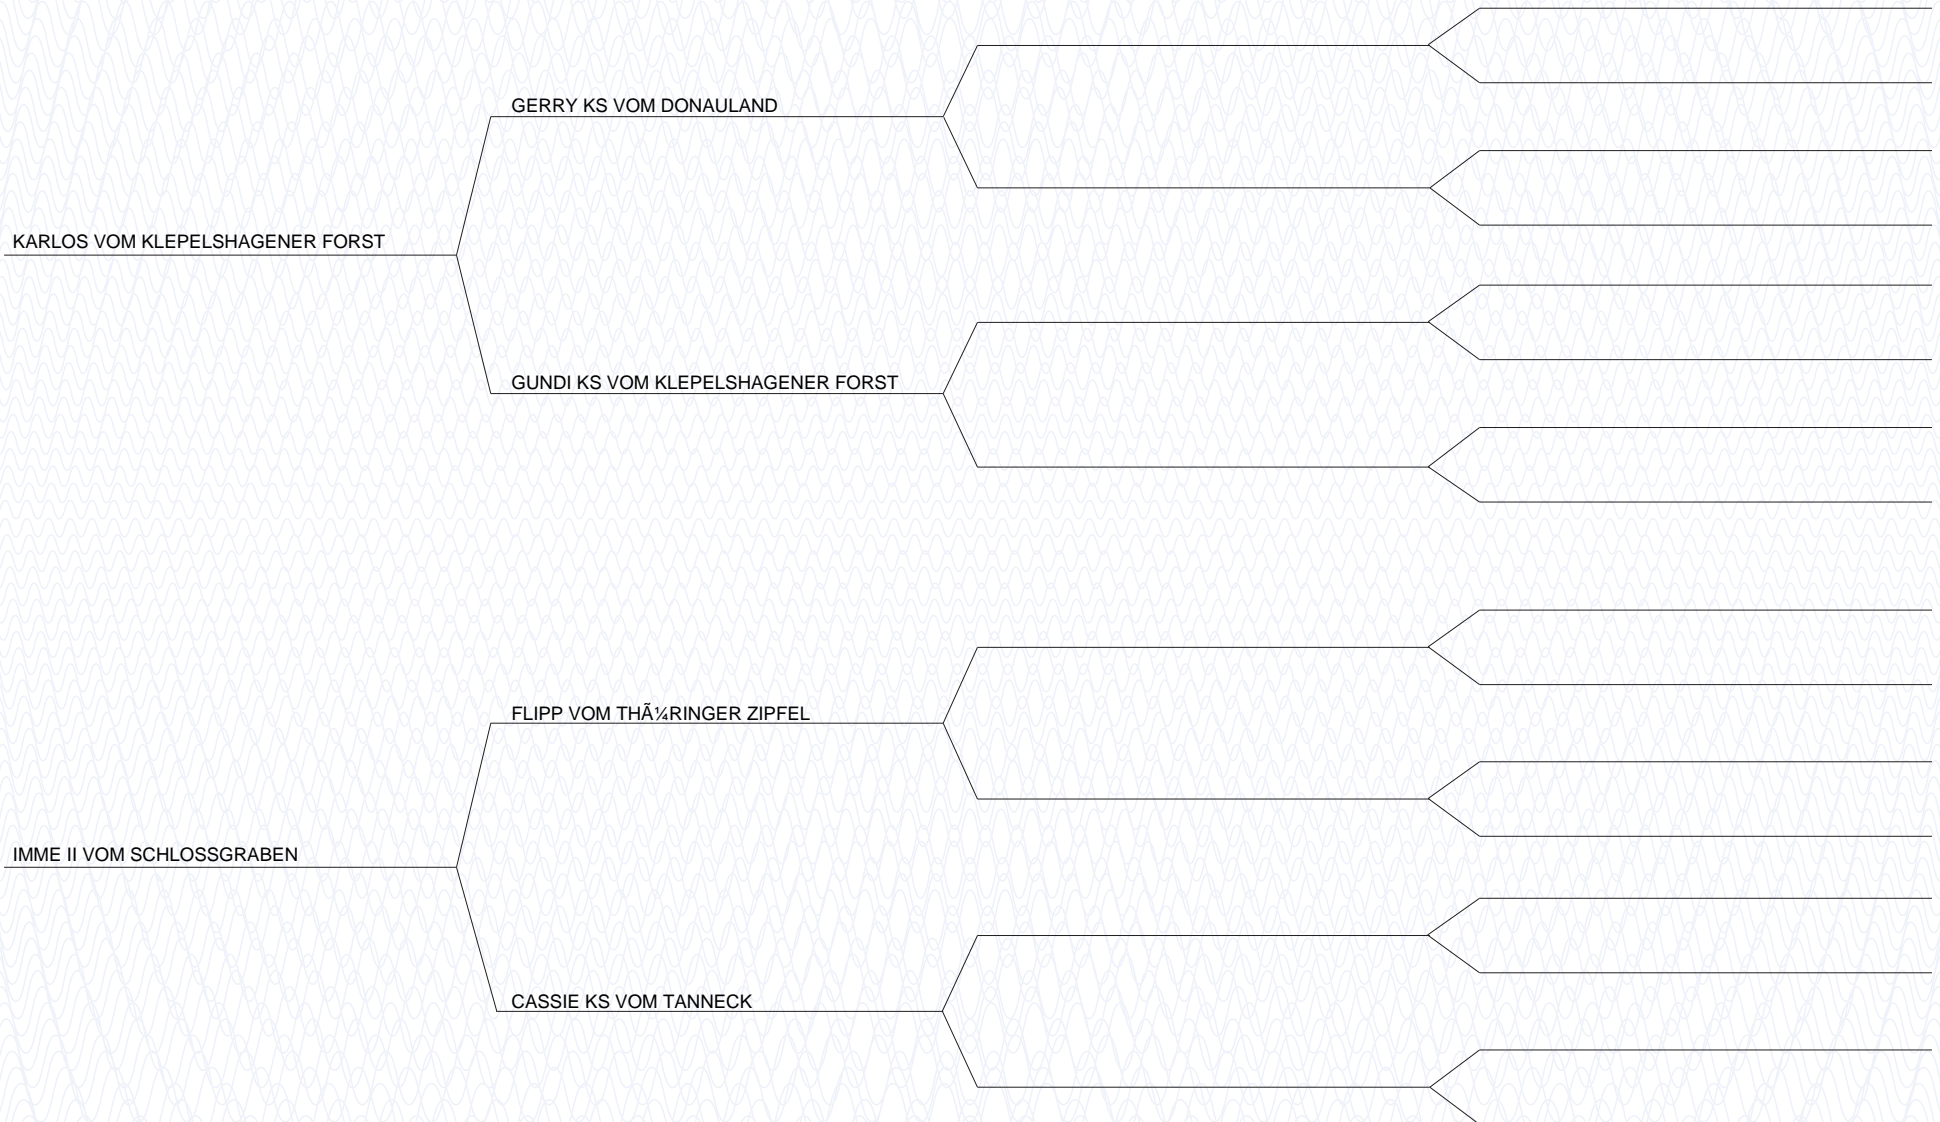 GERRY KS VOM DONAULAND
KARLOS VOM KLEPELSHAGENER FORST
GUNDI KS VOM KLEPELSHAGENER FORST
FLIPP VOM THÃ¼RINGER ZIPFEL
IMME II VOM SCHLOSSGRABEN
CASSIE KS VOM TANNECK